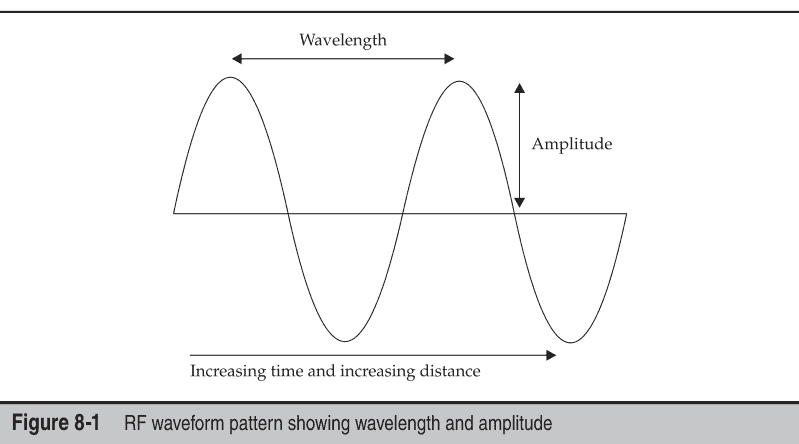 Wavelength
Amplitude
Increasing time and increasing distance
Figure 8-1 RF waveform pattern showing wavelength and amplitude